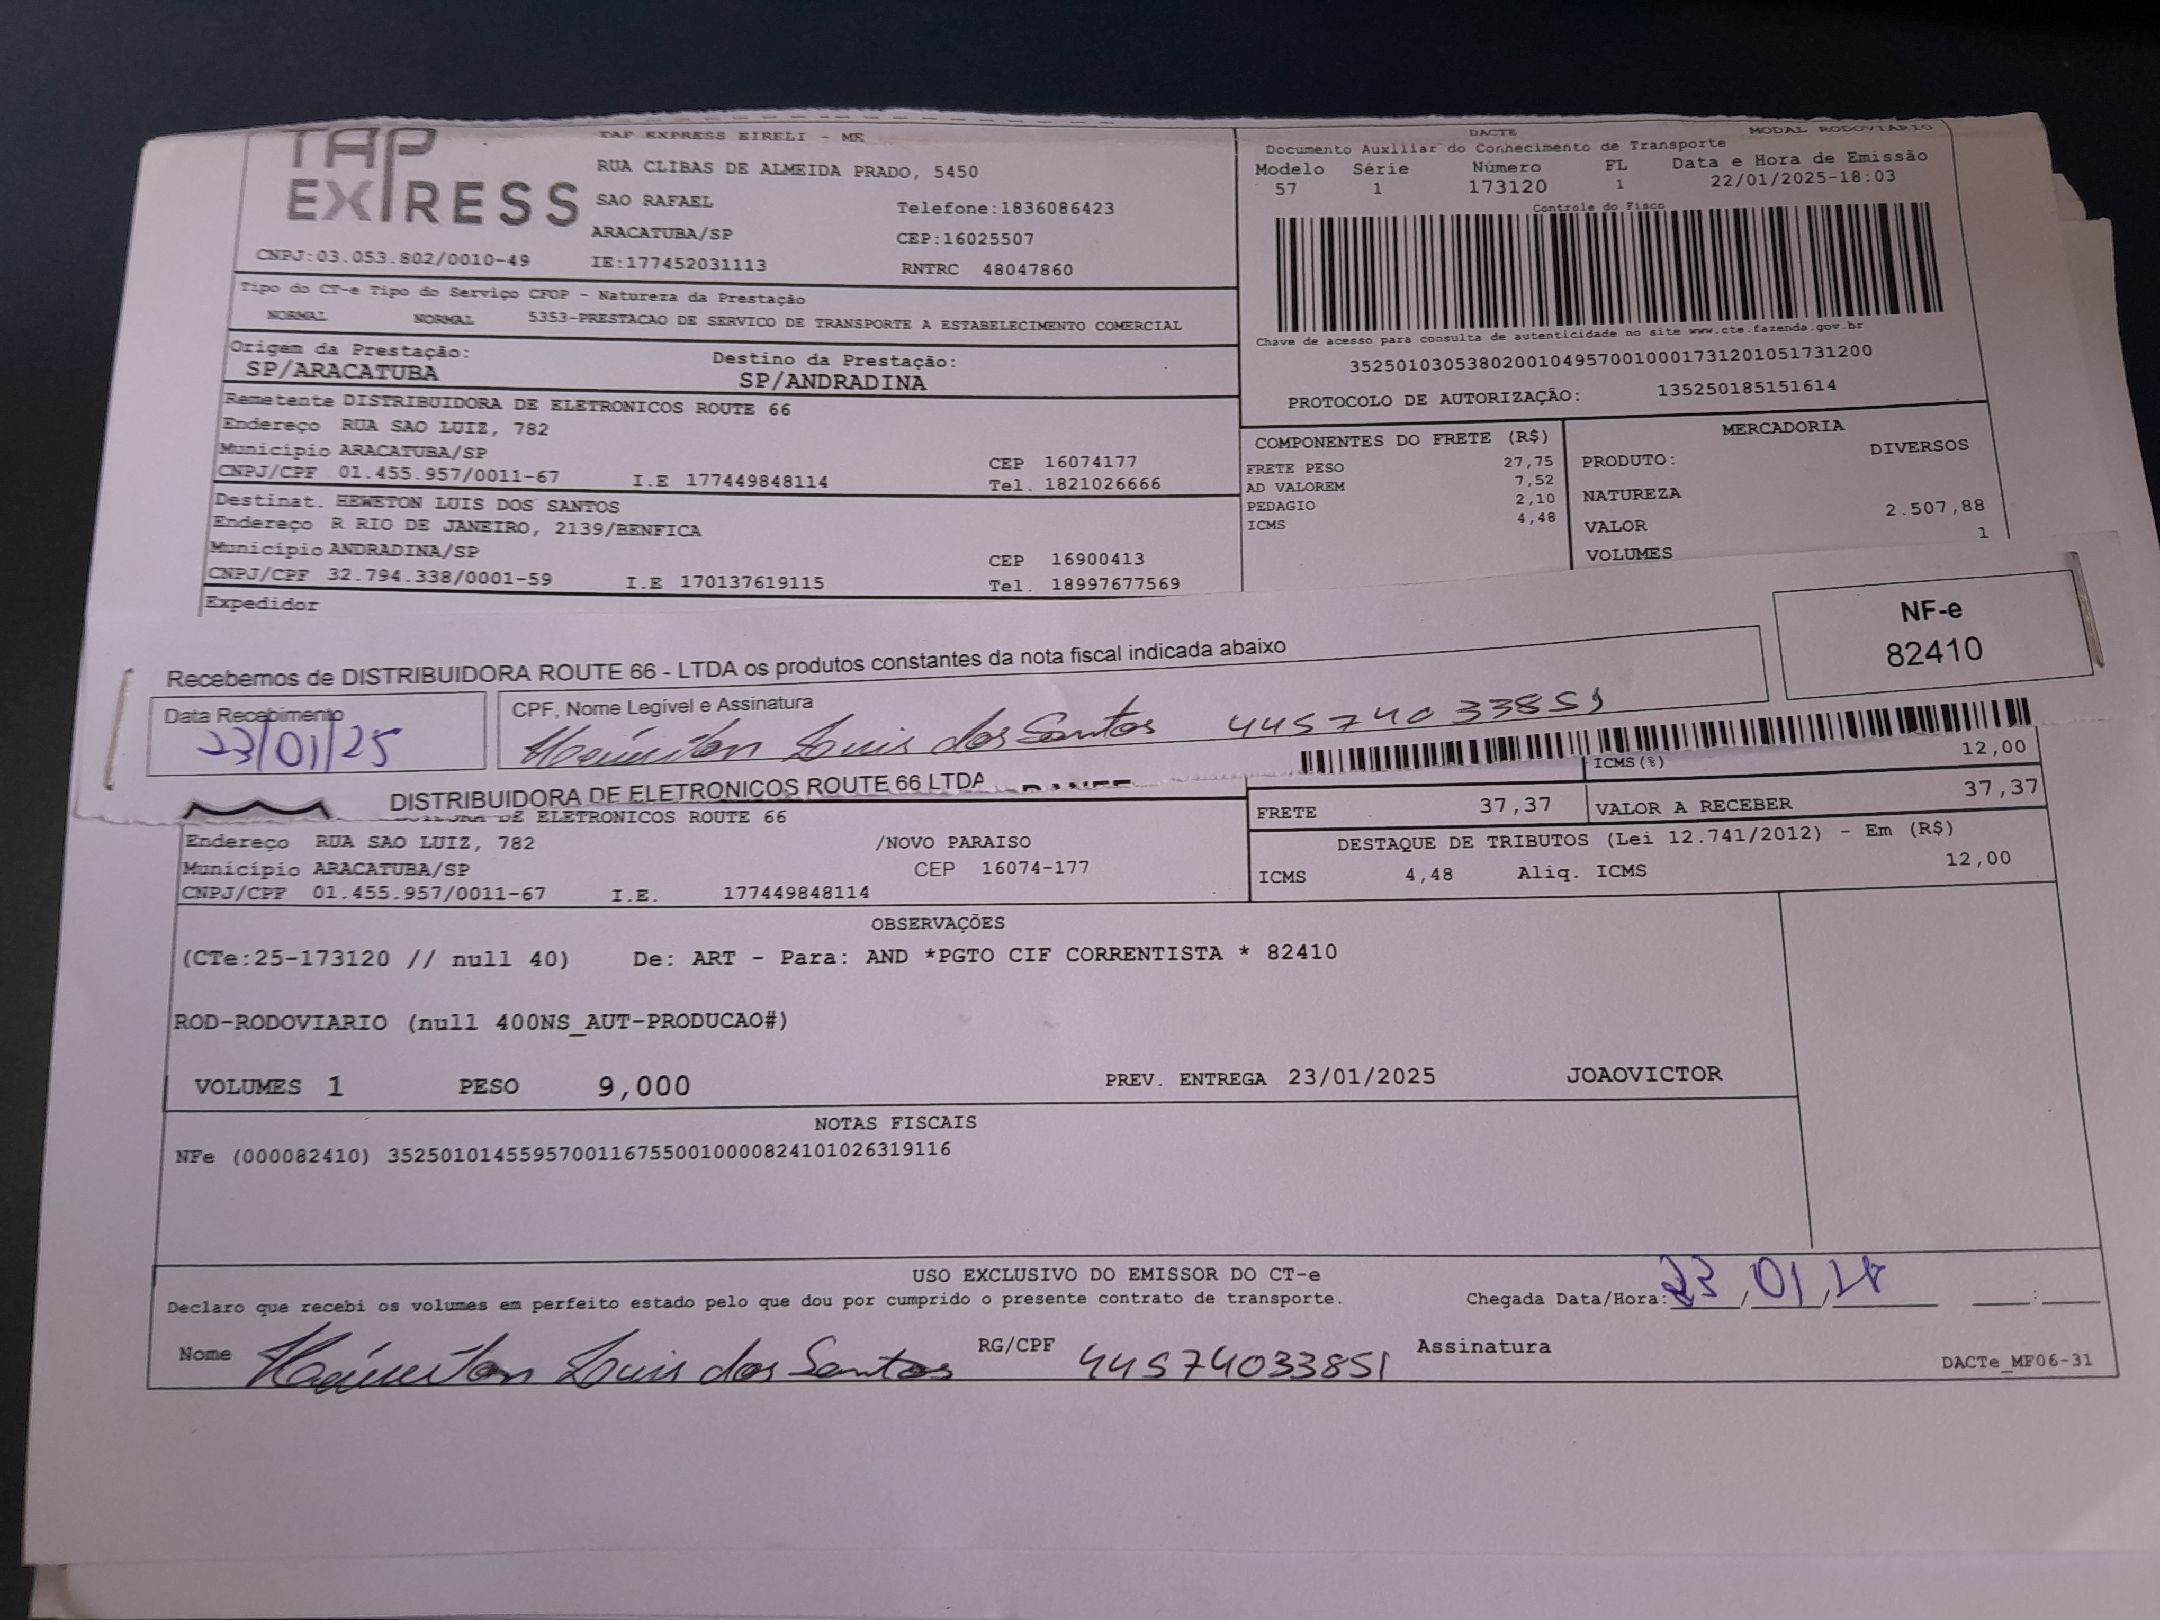 TAP EXPRESS
TAP EXPRESS EIRELI - ME
RUA CLIBAS DE ALMEIDA PRADO, 5450
SAO RAFAEL Telefone:1836086423
ARACATUBA/SP CEP:16025507
CNPJ:03.053.802/0010-49 IE:177452031113 RNTRC 48047860
DACTE MODAL RODOVIARIO
Documento Auxiliar do Conhecimento de Transporte
Modelo Série Número FL Data e Hora de Emissão
57 1 173120 1 22/01/2025-18:03
Controle do Fisco
Chave de acesso para consulta de autenticidade no site www.cte.fazenda.gov.br
35250103053802001049570010001731201051731200
PROTOCOLO DE AUTORIZAÇÃO: 135250185151614
Tipo do CT-e Tipo do Serviço CFOP - Natureza da Prestação
NORMAL NORMAL 5353-PRESTACAO DE SERVICO DE TRANSPORTE A ESTABELECIMENTO COMERCIAL
Origem da Prestação: Destino da Prestação:
SP/ARACATUBA SP/ANDRADINA
Remetente DISTRIBUIDORA DE ELETRONICOS ROUTE 66
Endereço RUA SAO LUIZ, 782
Município ARACATUBA/SP CEP 16074177
CNPJ/CPF 01.455.957/0011-67 I.E 177449848114 Tel. 1821026666
Destinat. HEWETON LUIS DOS SANTOS
Endereço R RIO DE JANEIRO, 2139/BENFICA
Município ANDRADINA/SP CEP 16900413
CNPJ/CPF 32.794.338/0001-59 I.E 170137619115 Tel. 18997677569
Expedidor
COMPONENTES DO FRETE (R$)
FRETE PESO 27,75
AD VALOREM 7,52
PEDAGIO 2,10
ICMS 4,48
MERCADORIA
PRODUTO: DIVERSOS
NATUREZA
VALOR 2.507,88
VOLUMES 1
Recebemos de DISTRIBUIDORA ROUTE 66 - LTDA os produtos constantes da nota fiscal indicada abaixo
NF-e
82410
Data Recebimento CPF, Nome Legível e Assinatura
23/01/25 Luis dos Santos 44574033851
DISTRIBUIDORA DE ELETRONICOS ROUTE 66 LTDA
ICMS(%) 12,00
FRETE 37,37 VALOR A RECEBER 37,37
DE ELETRONICOS ROUTE 66
Endereço RUA SAO LUIZ, 782 /NOVO PARAISO
Município ARACATUBA/SP CEP 16074-177
CNPJ/CPF 01.455.957/0011-67 I.E. 177449848114
DESTAQUE DE TRIBUTOS (Lei 12.741/2012) - Em (R$)
ICMS 4,48 Aliq. ICMS 12,00
OBSERVAÇÕES
(CTe:25-173120 // null 40) De: ART - Para: AND *PGTO CIF CORRENTISTA * 82410
ROD-RODOVIARIO (null 400NS_AUT-PRODUCAO#)
VOLUMES 1 PESO 9,000 PREV. ENTREGA 23/01/2025 JOAOVICTOR
NOTAS FISCAIS
NFe (000082410) 35250101455957001167550010000824101026319116
USO EXCLUSIVO DO EMISSOR DO CT-e
Declaro que recebi os volumes em perfeito estado pelo que dou por cumprido o presente contrato de transporte. Chegada Data/Hora: 23/01/
Nome Luis dos Santos RG/CPF 44574033851 Assinatura
DACTe_MF06-31